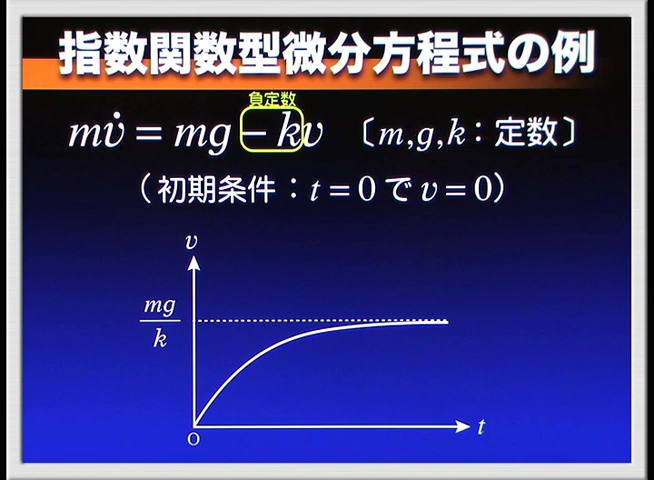 指数関数型微分方程式の例
負定数
mv̇ = mg − kv 〔m,g,k：定数〕
（初期条件：t = 0 で v = 0）
v
mg
k
O
t